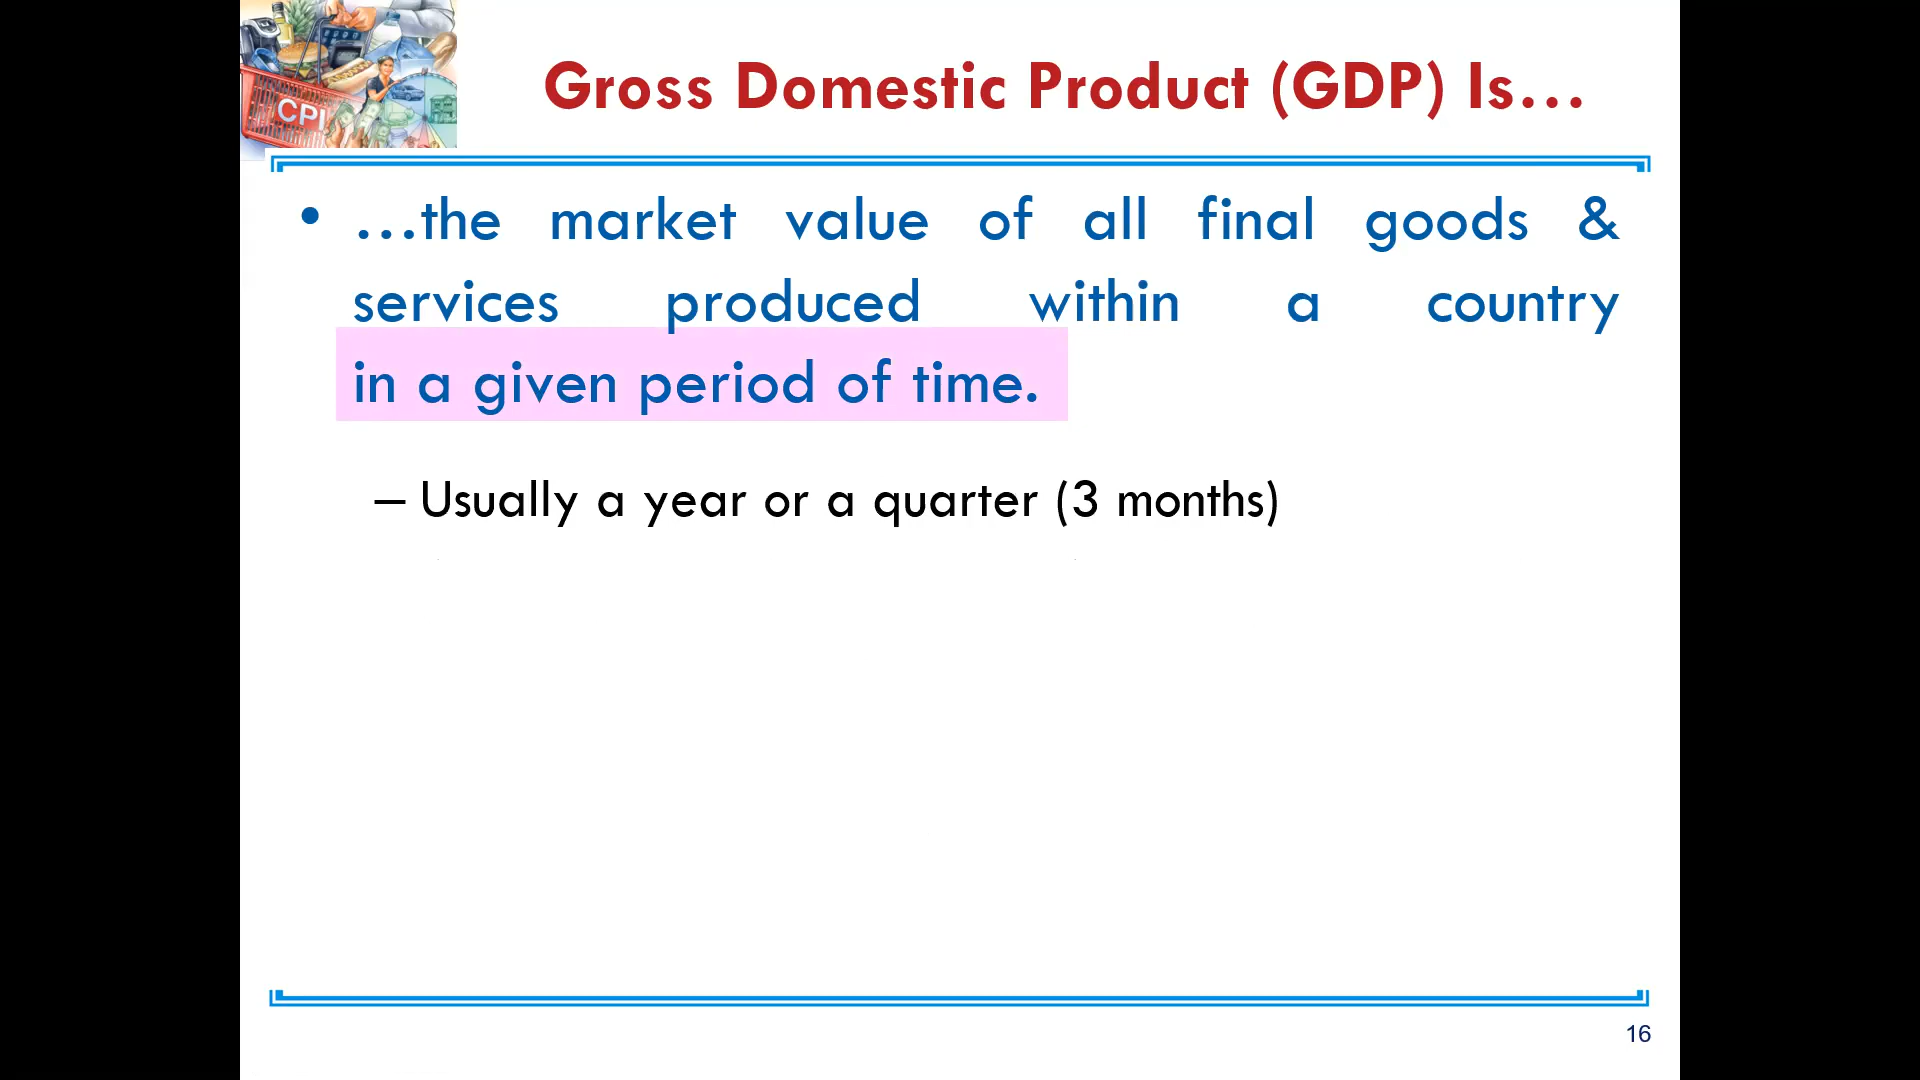 CPI
Gross Domestic Product (GDP) Is…
• …the market value of all final goods &
services produced within a country
in a given period of time.
– Usually a year or a quarter (3 months)
16